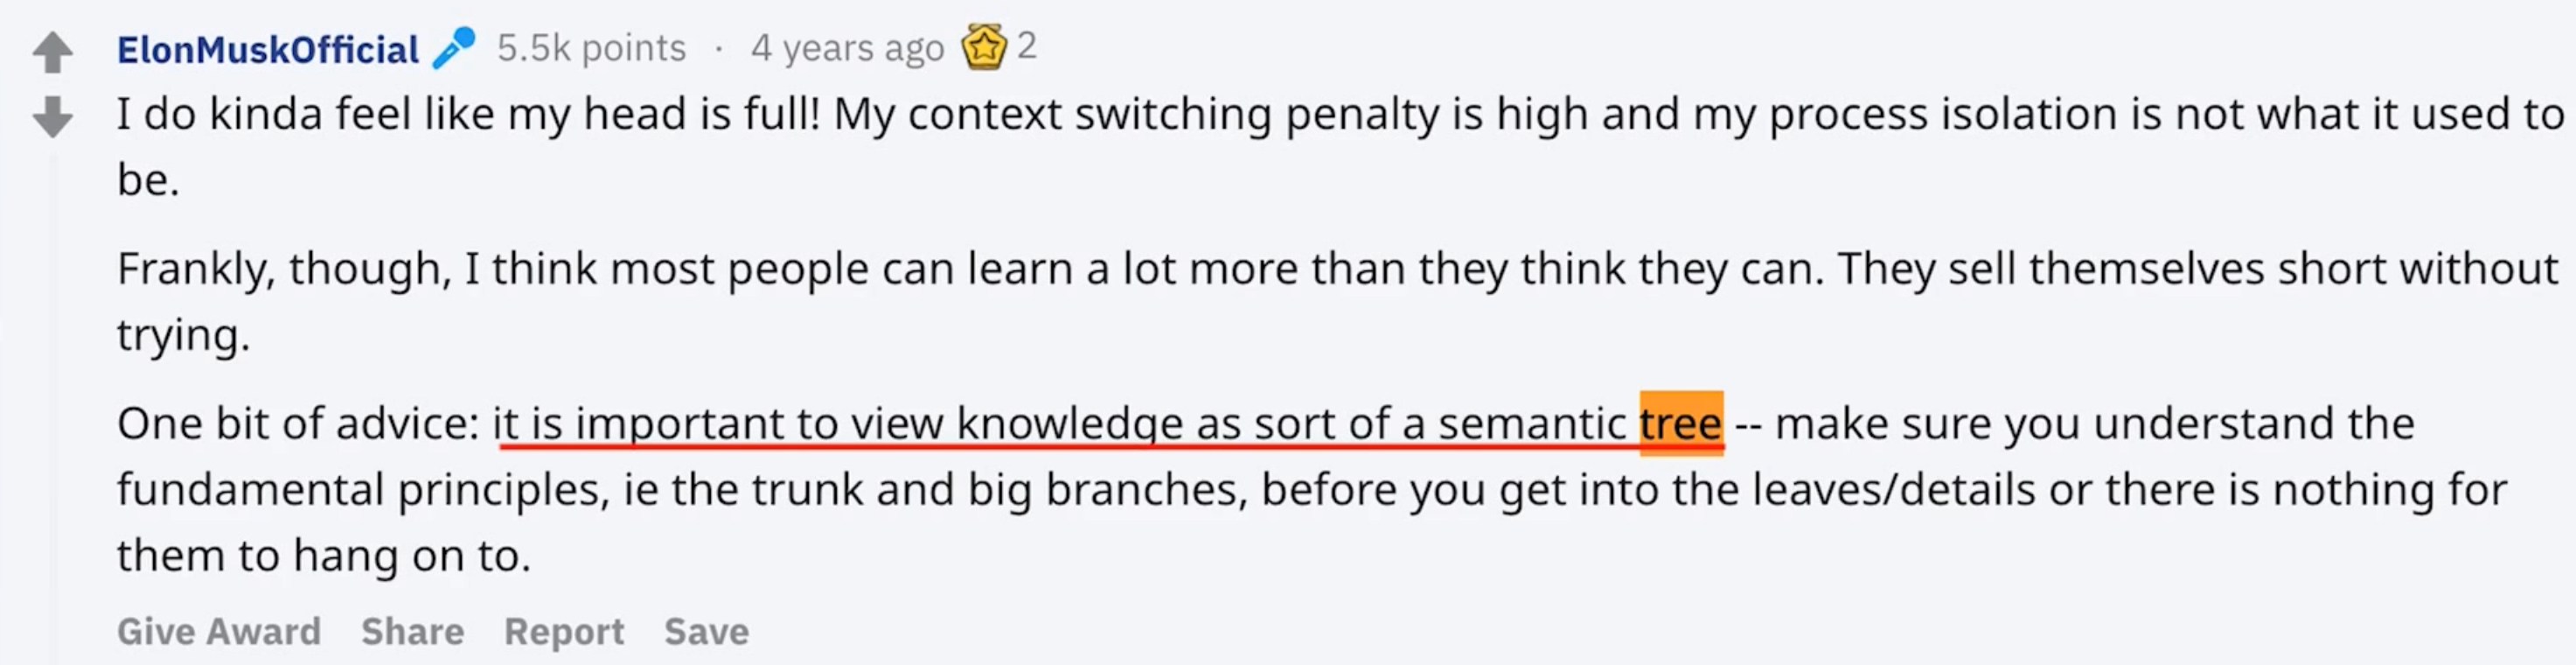 ElonMuskOfficial 5.5k points · 4 years ago 2
I do kinda feel like my head is full! My context switching penalty is high and my process isolation is not what it used to
be.
Frankly, though, I think most people can learn a lot more than they think they can. They sell themselves short without
trying.
One bit of advice: it is important to view knowledge as sort of a semantic tree -- make sure you understand the
fundamental principles, ie the trunk and big branches, before you get into the leaves/details or there is nothing for
them to hang on to.
Give Award Share Report Save